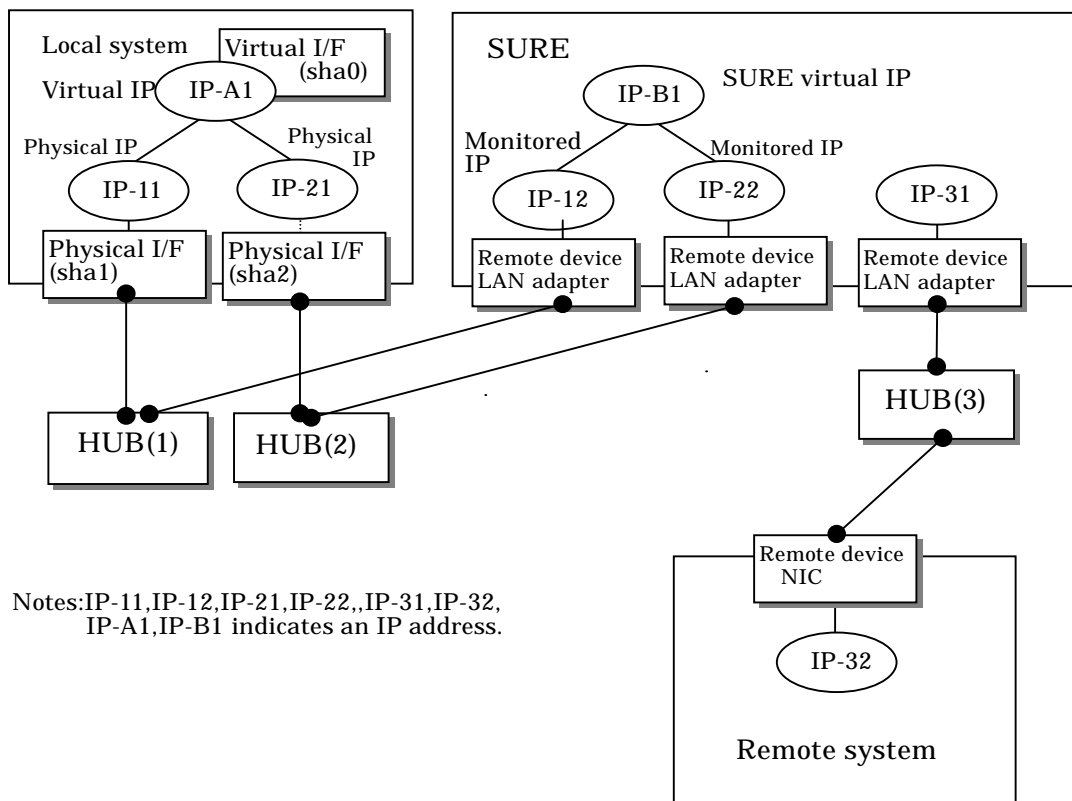 Local system
Virtual I/F
(sha0)
Virtual IP
IP-A1
Physical IP
Physical
IP
IP-11
IP-21
Physical I/F
(sha1)
Physical I/F
(sha2)
SURE
SURE virtual IP
IP-B1
Monitored
IP
Monitored IP
IP-12
IP-22
IP-31
Remote device
LAN adapter
Remote device
LAN adapter
Remote device
LAN adapter
HUB(1)
HUB(2)
HUB(3)
Remote device
NIC
IP-32
Remote system
Notes:IP-11,IP-12,IP-21,IP-22,,IP-31,IP-32,
IP-A1,IP-B1 indicates an IP address.